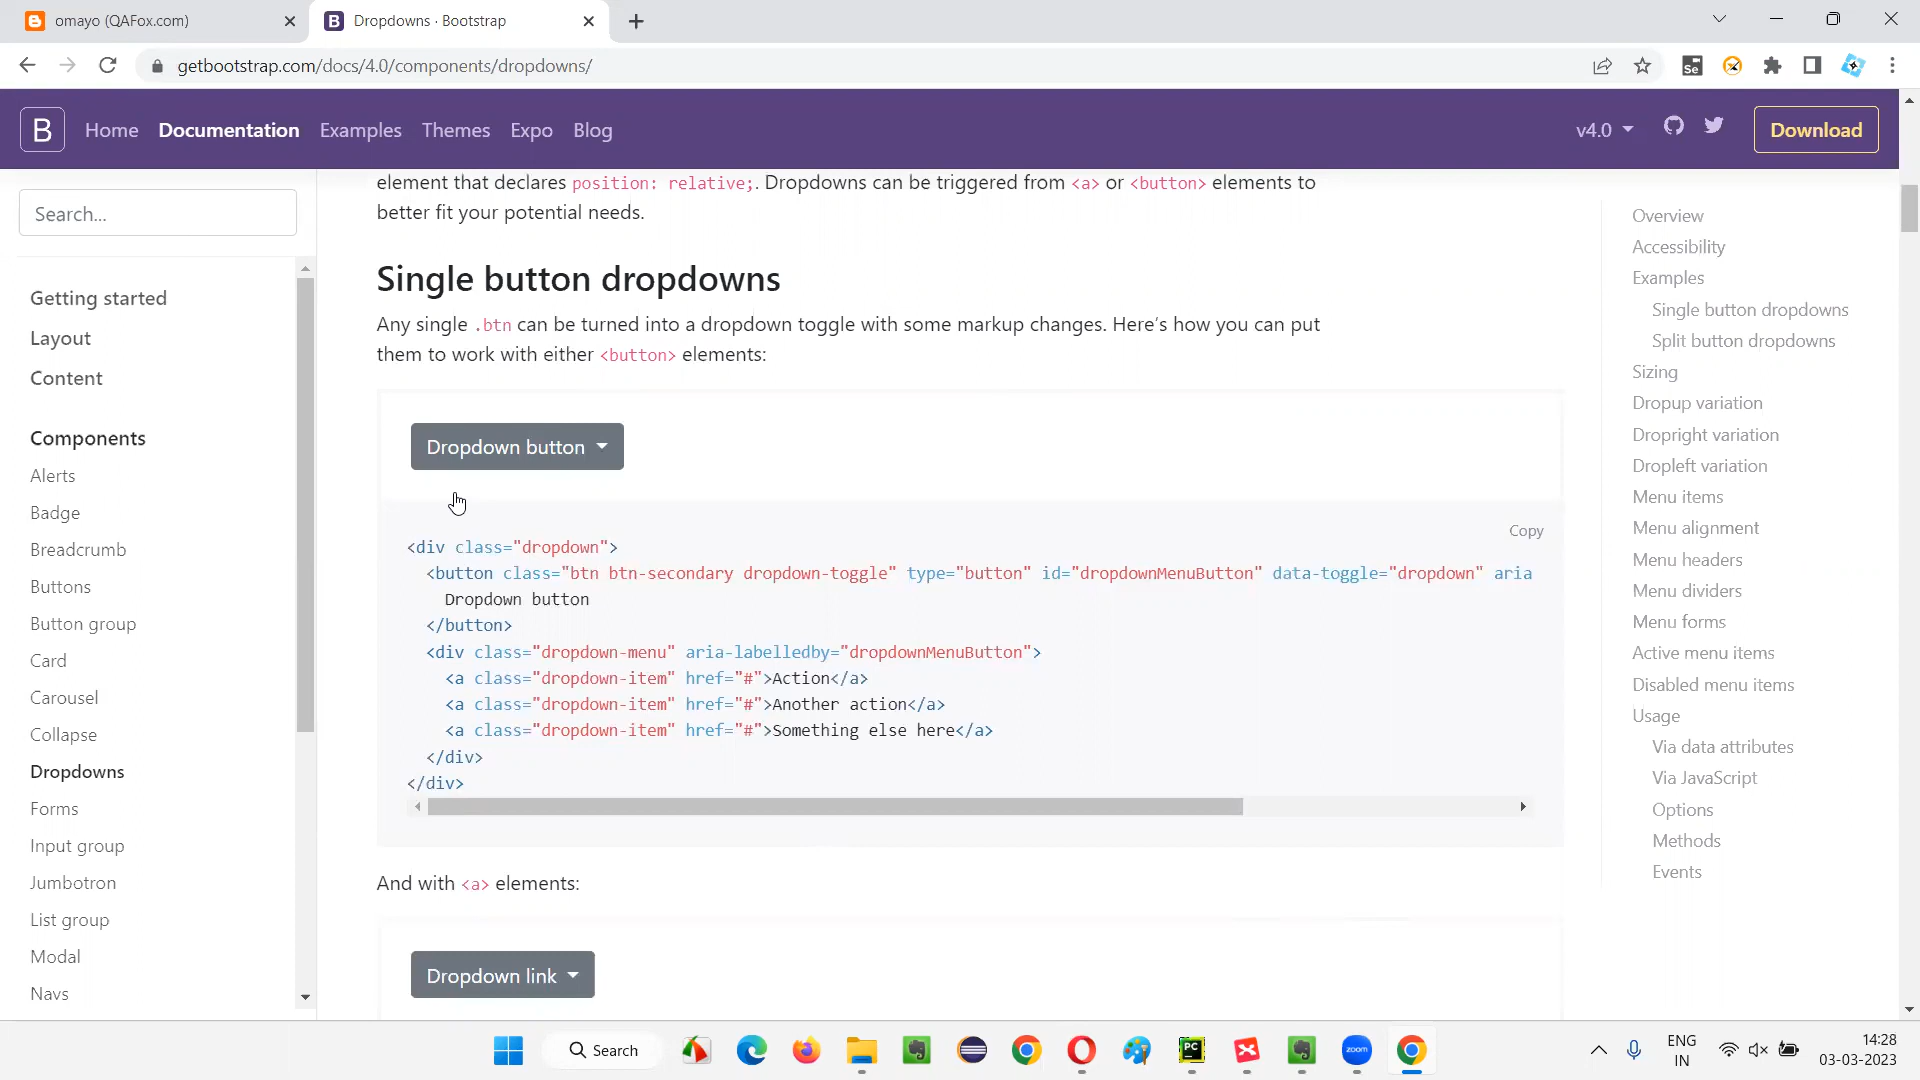 omayo (QAFox.com)
Dropdowns · Bootstrap
getbootstrap.com/docs/4.0/components/dropdowns/
B Home Documentation Examples Themes Expo Blog v4.0 Download
Search...
Getting started
Layout
Content
Components
Alerts
Badge
Breadcrumb
Buttons
Button group
Card
Carousel
Collapse
Dropdowns
Forms
Input group
Jumbotron
List group
Modal
Navs
element that declares position: relative;. Dropdowns can be triggered from <a> or <button> elements to
better fit your potential needs.
Single button dropdowns
Any single .btn can be turned into a dropdown toggle with some markup changes. Here's how you can put
them to work with either <button> elements:
Dropdown button
Copy
<div class="dropdown">
<button class="btn btn-secondary dropdown-toggle" type="button" id="dropdownMenuButton" data-toggle="dropdown" aria
Dropdown button
</button>
<div class="dropdown-menu" aria-labelledby="dropdownMenuButton">
<a class="dropdown-item" href="#">Action</a>
<a class="dropdown-item" href="#">Another action</a>
<a class="dropdown-item" href="#">Something else here</a>
</div>
</div>
And with <a> elements:
Dropdown link
Overview
Accessibility
Examples
Single button dropdowns
Split button dropdowns
Sizing
Dropup variation
Dropright variation
Dropleft variation
Menu items
Menu alignment
Menu headers
Menu dividers
Menu forms
Active menu items
Disabled menu items
Usage
Via data attributes
Via JavaScript
Options
Methods
Events
Search
PC
zoom
ENG
IN
14:28
03-03-2023